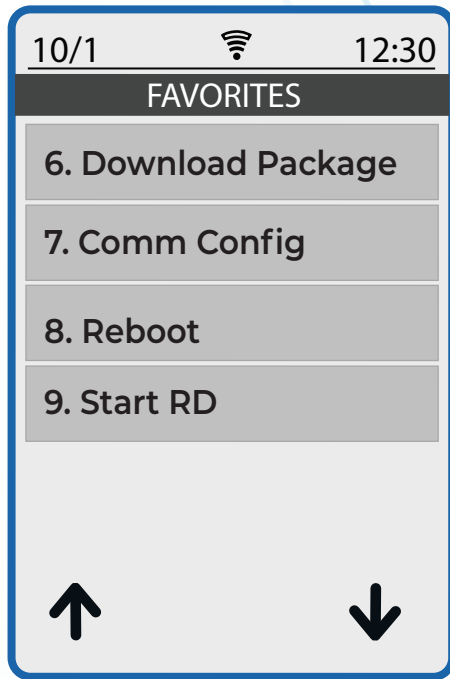 10/1 12:30
FAVORITES
6. Download Package
7. Comm Config
8. Reboot
9. Start RD